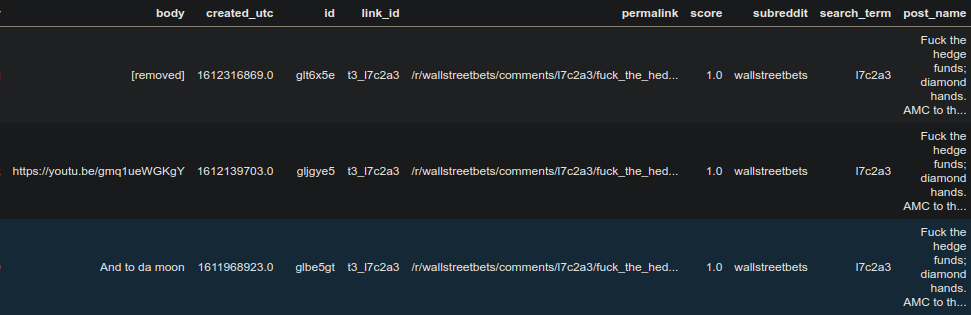 body created_utc id link_id permalink score subreddit search_term post_name
[removed] 1612316869.0 glt6x5e t3_l7c2a3 /r/wallstreetbets/comments/l7c2a3/fuck_the_hed... 1.0 wallstreetbets l7c2a3 Fuck the
hedge
funds;
diamond
hands.
AMC to th...
https://youtu.be/gmq1ueWGKgY 1612139703.0 gljgye5 t3_l7c2a3 /r/wallstreetbets/comments/l7c2a3/fuck_the_hed... 1.0 wallstreetbets l7c2a3 Fuck the
hedge
funds;
diamond
hands.
AMC to th...
And to da moon 1611968923.0 glbe5gt t3_l7c2a3 /r/wallstreetbets/comments/l7c2a3/fuck_the_hed... 1.0 wallstreetbets l7c2a3 Fuck the
hedge
funds;
diamond
hands.
AMC to th...